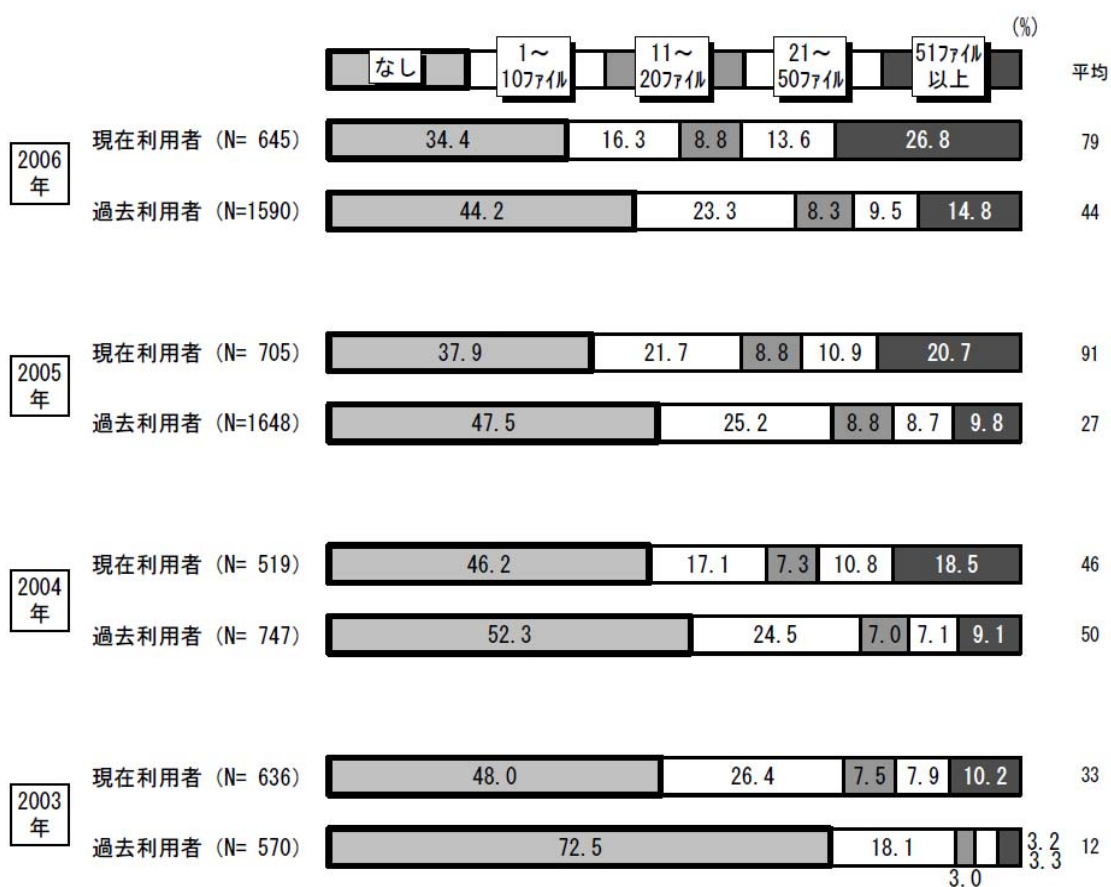 (%)
なし
1～
10ファイル
11～
20ファイル
21～
50ファイル
51ファイル
以上
平均
2006
年
現在利用者 (N= 645)
34.4 16.3 8.8 13.6 26.8 79
過去利用者 (N=1590)
44.2 23.3 8.3 9.5 14.8 44
2005
年
現在利用者 (N= 705)
37.9 21.7 8.8 10.9 20.7 91
過去利用者 (N=1648)
47.5 25.2 8.8 8.7 9.8 27
2004
年
現在利用者 (N= 519)
46.2 17.1 7.3 10.8 18.5 46
過去利用者 (N= 747)
52.3 24.5 7.0 7.1 9.1 50
2003
年
現在利用者 (N= 636)
48.0 26.4 7.5 7.9 10.2 33
過去利用者 (N= 570)
72.5 18.1 3.2 12
3.3
3.0